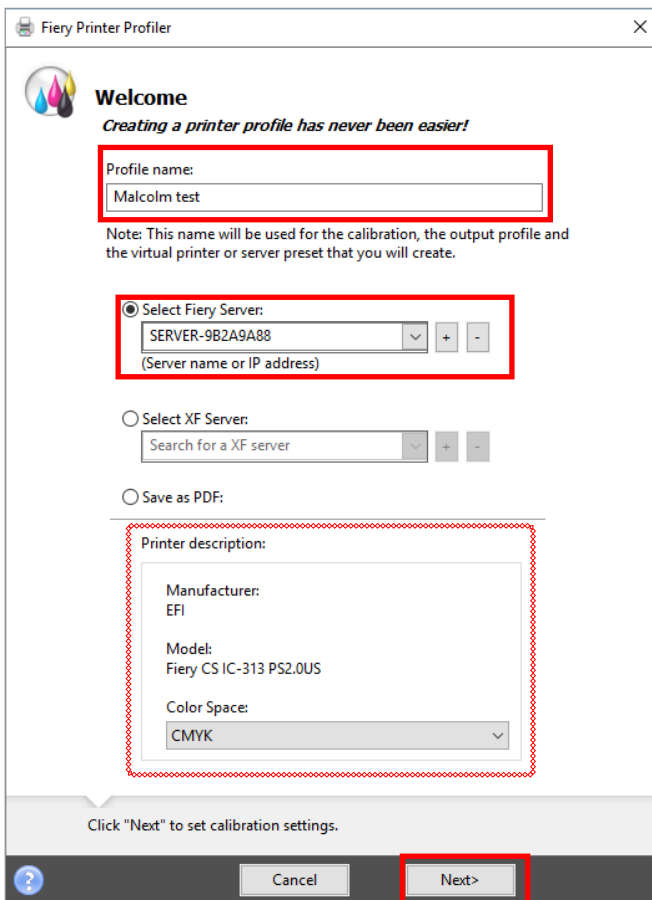 Fiery Printer Profiler
Welcome
Creating a printer profile has never been easier!
Profile name:
Malcolm test
Note: This name will be used for the calibration, the output profile and
the virtual printer or server preset that you will create.
Select Fiery Server:
SERVER-9B2A9A88
+ -
(Server name or IP address)
Select XF Server:
Search for a XF server
+ -
Save as PDF:
Printer description:
Manufacturer:
EFI
Model:
Fiery CS IC-313 PS2.0US
Color Space:
CMYK
Click "Next" to set calibration settings.
? Cancel Next>